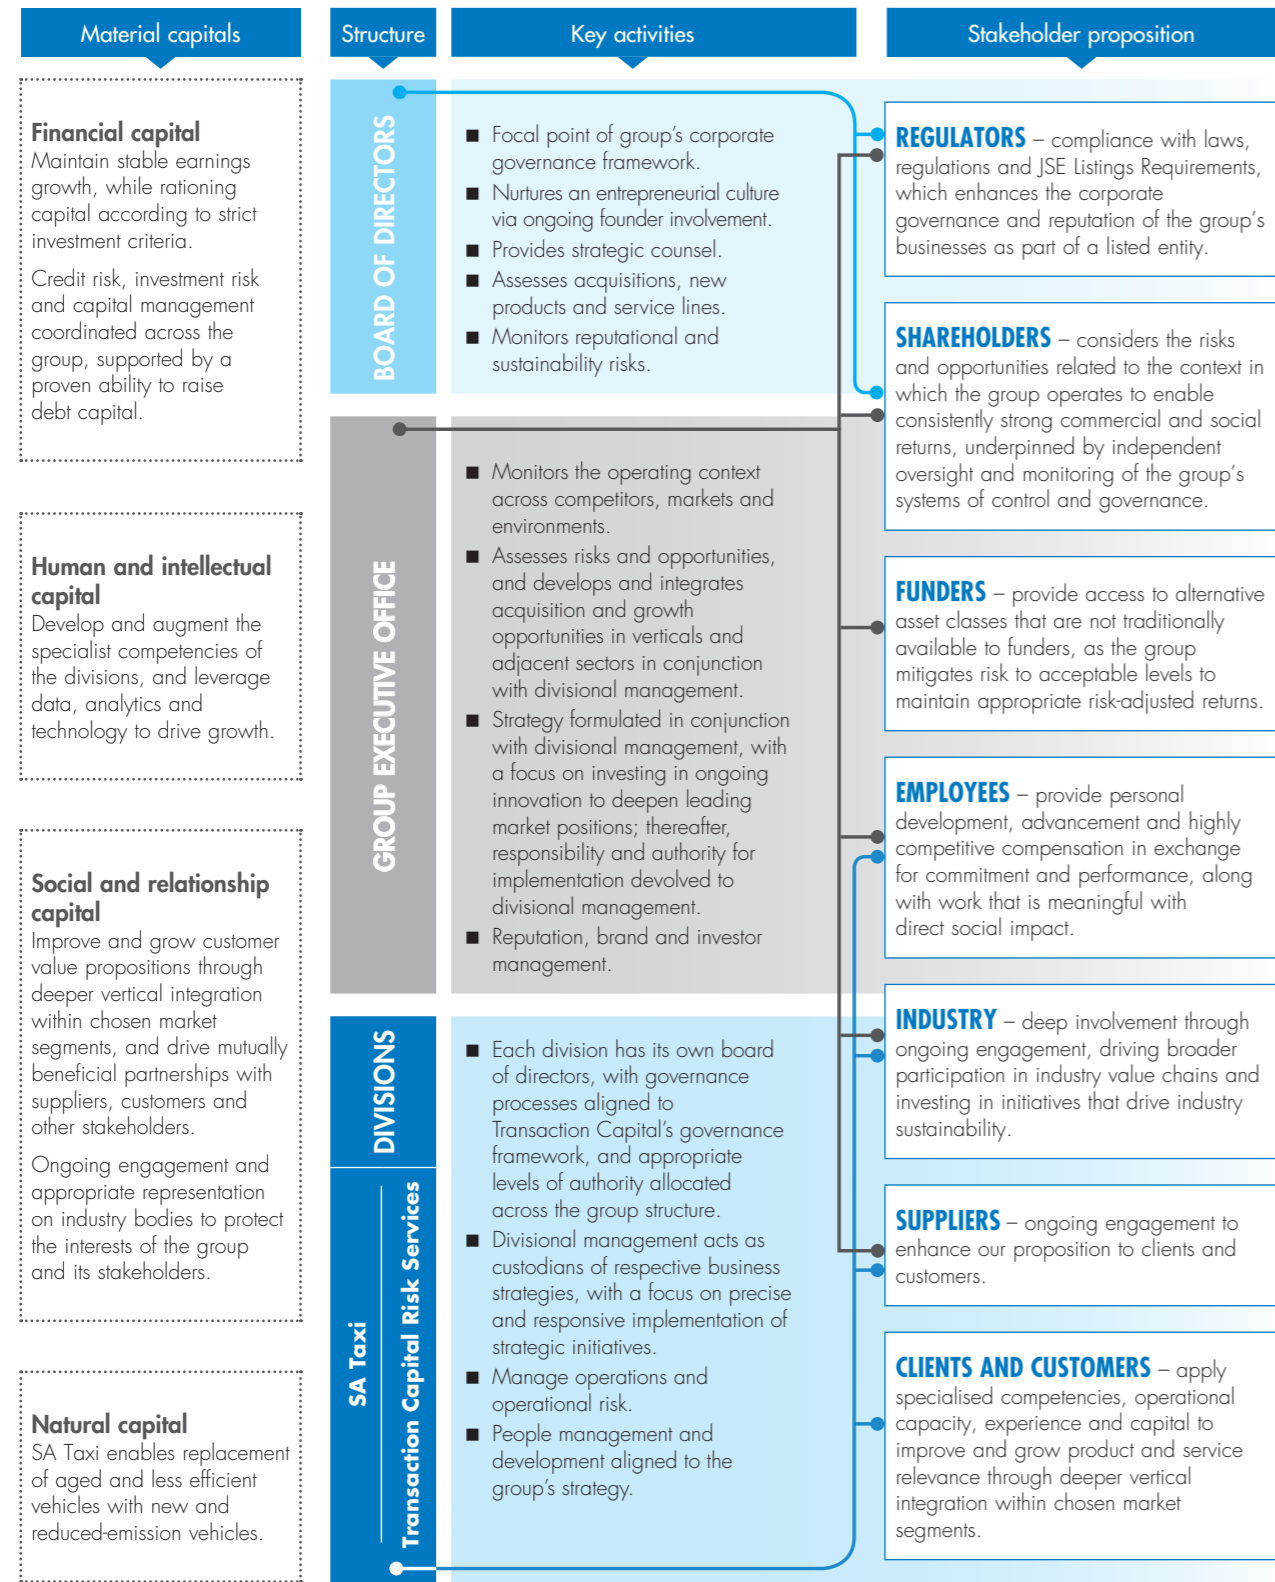 Material capitals
Structure
Key activities
Stakeholder proposition
Financial capital
Maintain stable earnings
growth, while rationing
capital according to strict
investment criteria.
Credit risk, investment risk
and capital management
coordinated across the
group, supported by a
proven ability to raise
debt capital.
Human and intellectual
capital
Develop and augment the
specialist competencies of
the divisions, and leverage
data, analytics and
technology to drive growth.
Social and relationship
capital
Improve and grow customer
value propositions through
deeper vertical integration
within chosen market
segments, and drive mutually
beneficial partnerships with
suppliers, customers and
other stakeholders.
Ongoing engagement and
appropriate representation
on industry bodies to protect
the interests of the group
and its stakeholders.
Natural capital
SA Taxi enables replacement
of aged and less efficient
vehicles with new and
reduced-emission vehicles.
BOARD OF DIRECTORS
■ Focal point of group's corporate
governance framework.
■ Nurtures an entrepreneurial culture
via ongoing founder involvement.
■ Provides strategic counsel.
■ Assesses acquisitions, new
products and service lines.
■ Monitors reputational and
sustainability risks.
GROUP EXECUTIVE OFFICE
■ Monitors the operating context
across competitors, markets and
environments.
■ Assesses risks and opportunities,
and develops and integrates
acquisition and growth
opportunities in verticals and
adjacent sectors in conjunction
with divisional management.
■ Strategy formulated in conjunction
with divisional management, with
a focus on investing in ongoing
innovation to deepen leading
market positions; thereafter,
responsibility and authority for
implementation devolved to
divisional management.
■ Reputation, brand and investor
management.
DIVISIONS
SA Taxi
Transaction Capital Risk Services
■ Each division has its own board
of directors, with governance
processes aligned to
Transaction Capital's governance
framework, and appropriate
levels of authority allocated
across the group structure.
■ Divisional management acts as
custodians of respective business
strategies, with a focus on precise
and responsive implementation of
strategic initiatives.
■ Manage operations and
operational risk.
■ People management and
development aligned to the
group's strategy.
REGULATORS – compliance with laws,
regulations and JSE Listings Requirements,
which enhances the corporate
governance and reputation of the group's
businesses as part of a listed entity.
SHAREHOLDERS – considers the risks
and opportunities related to the context in
which the group operates to enable
consistently strong commercial and social
returns, underpinned by independent
oversight and monitoring of the group's
systems of control and governance.
FUNDERS – provide access to alternative
asset classes that are not traditionally
available to funders, as the group
mitigates risk to acceptable levels to
maintain appropriate risk-adjusted returns.
EMPLOYEES – provide personal
development, advancement and highly
competitive compensation in exchange
for commitment and performance, along
with work that is meaningful with
direct social impact.
INDUSTRY – deep involvement through
ongoing engagement, driving broader
participation in industry value chains and
investing in initiatives that drive industry
sustainability.
SUPPLIERS – ongoing engagement to
enhance our proposition to clients and
customers.
CLIENTS AND CUSTOMERS – apply
specialised competencies, operational
capacity, experience and capital to
improve and grow product and service
relevance through deeper vertical
integration within chosen market
segments.